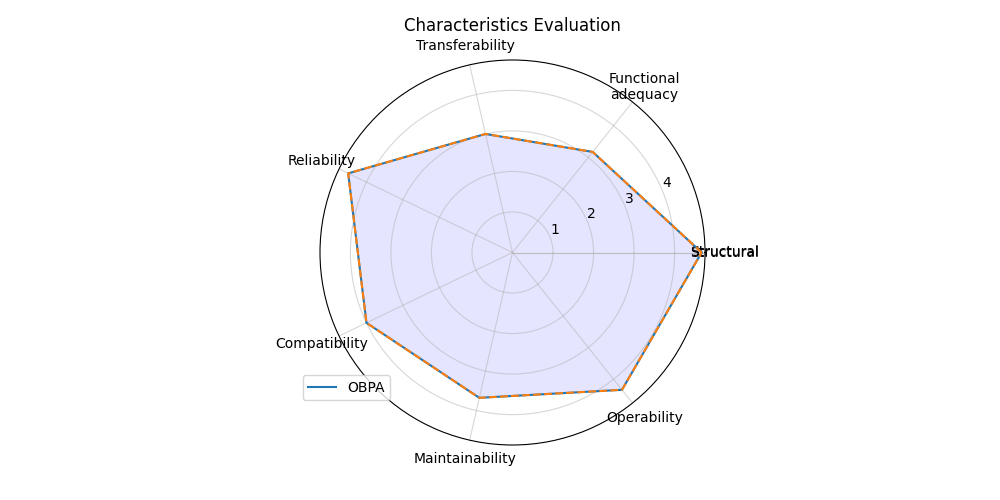 Characteristics Evaluation
Transferability
Functional
adequacy
Reliability
4
3
2
1
Structural
Compatibility
OBPA
Operability
Maintainability